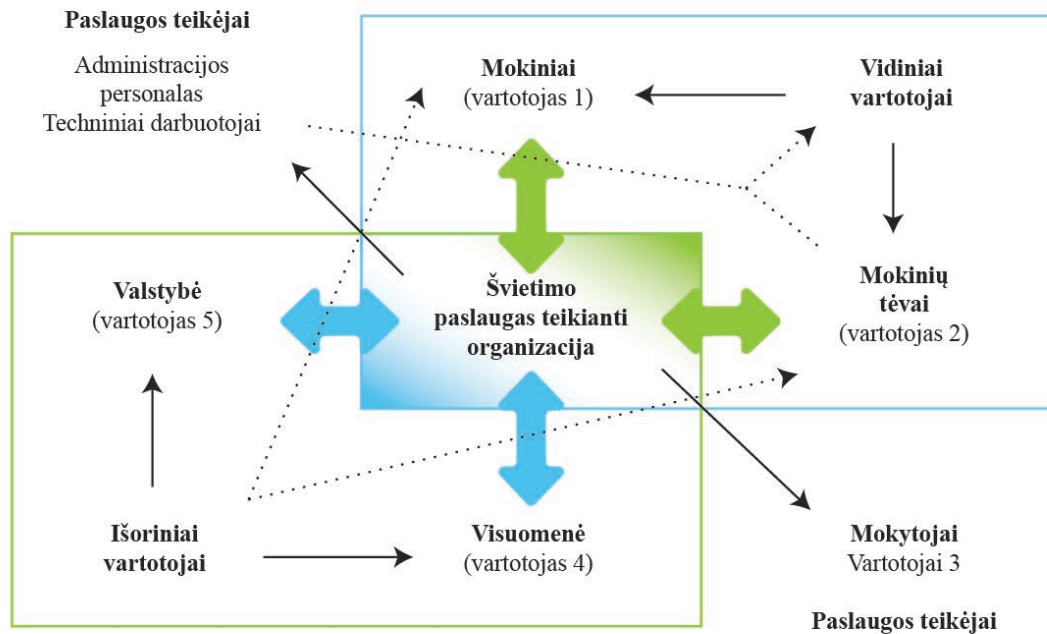 Paslaugos teikėjai
Administracijos
personalas
Techniniai darbuotojai
Mokiniai
(vartotojas 1)
Vidiniai
vartotojai
Valstybė
(vartotojas 5)
Švietimo
paslaugas teikianti
organizacija
Mokinių
tėvai
(vartotojas 2)
Išoriniai
vartotojai
Visuomenė
(vartotojas 4)
Mokytojai
Vartotojai 3
Paslaugos teikėjai